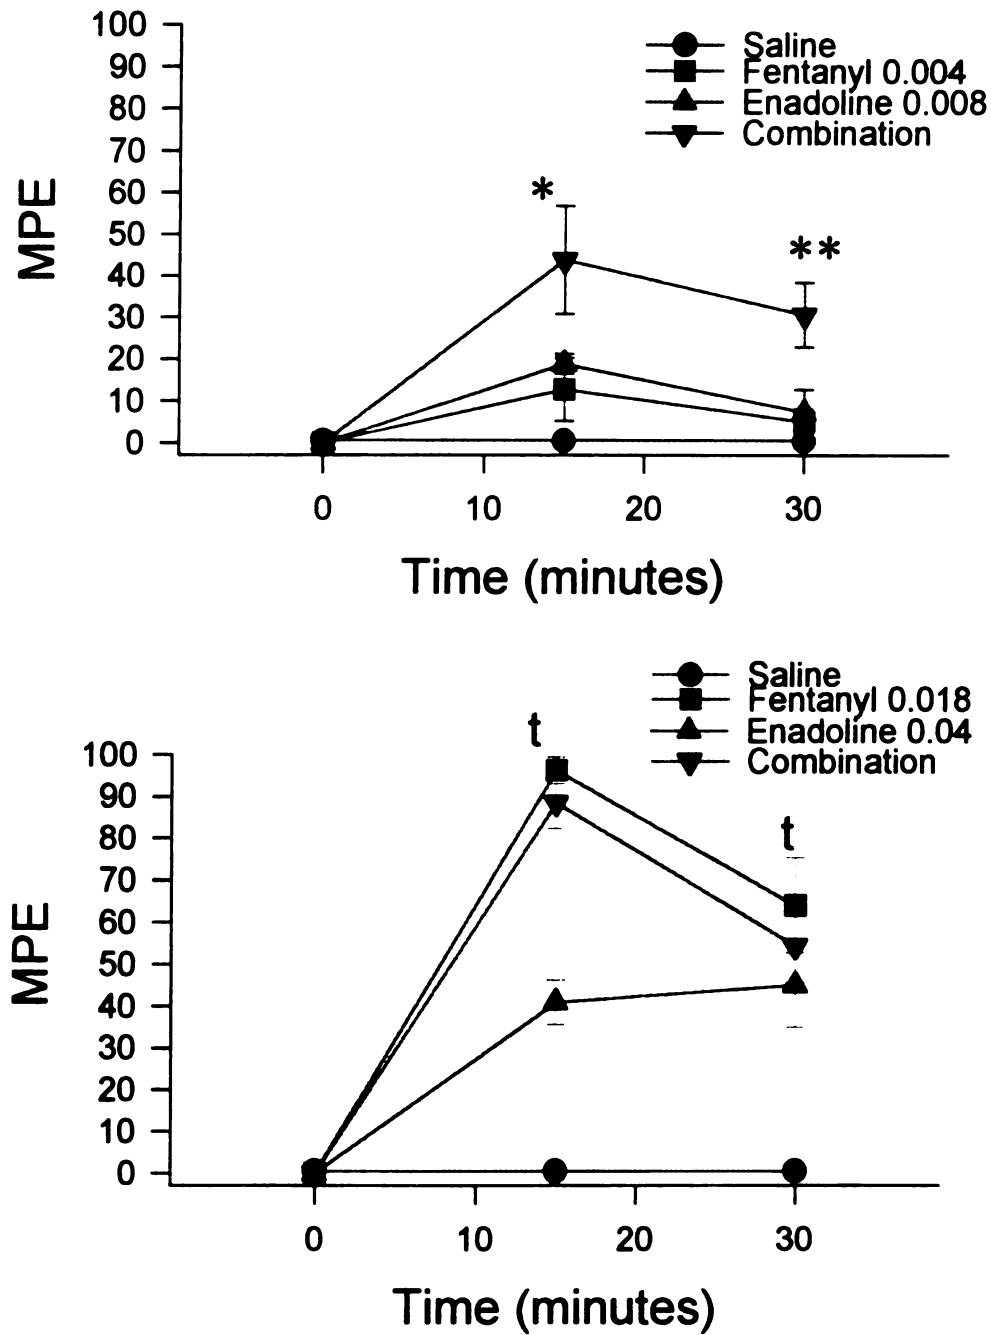 100
90
80
70
60
50
40
30
20
10
0
MPE
Saline
Fentanyl 0.004
Enadoline 0.008
Combination
*
**
0 10 20 30
Time (minutes)
Saline
Fentanyl 0.018
Enadoline 0.04
Combination
t
t
100
90
80
70
60
50
40
30
20
10
0
MPE
0 10 20 30
Time (minutes)